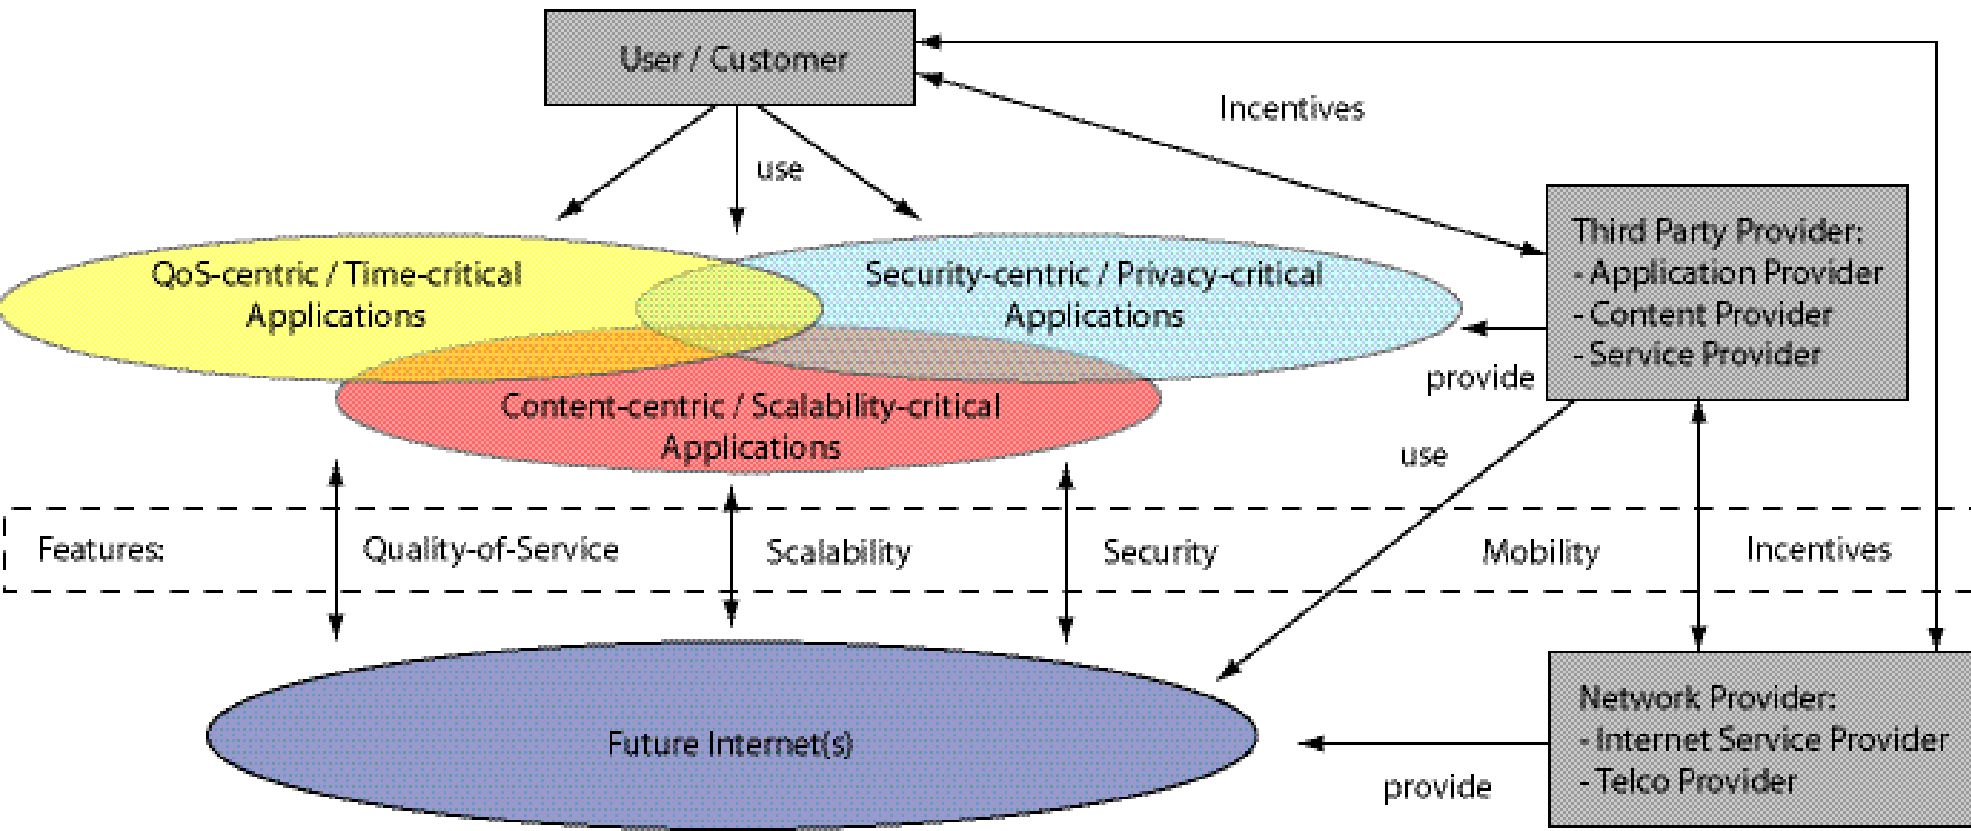 User / Customer
Incentives
use
Third Party Provider:
- Application Provider
- Content Provider
- Service Provider
QoS-centric / Time-critical
Applications
Security-centric / Privacy-critical
Applications
provide
Content-centric / Scalability-critical
Applications
use
Features:
Quality-of-Service
Scalability
Security
Mobility
Incentives
Network Provider:
- Internet Service Provider
- Telco Provider
Future Internet(s)
provide